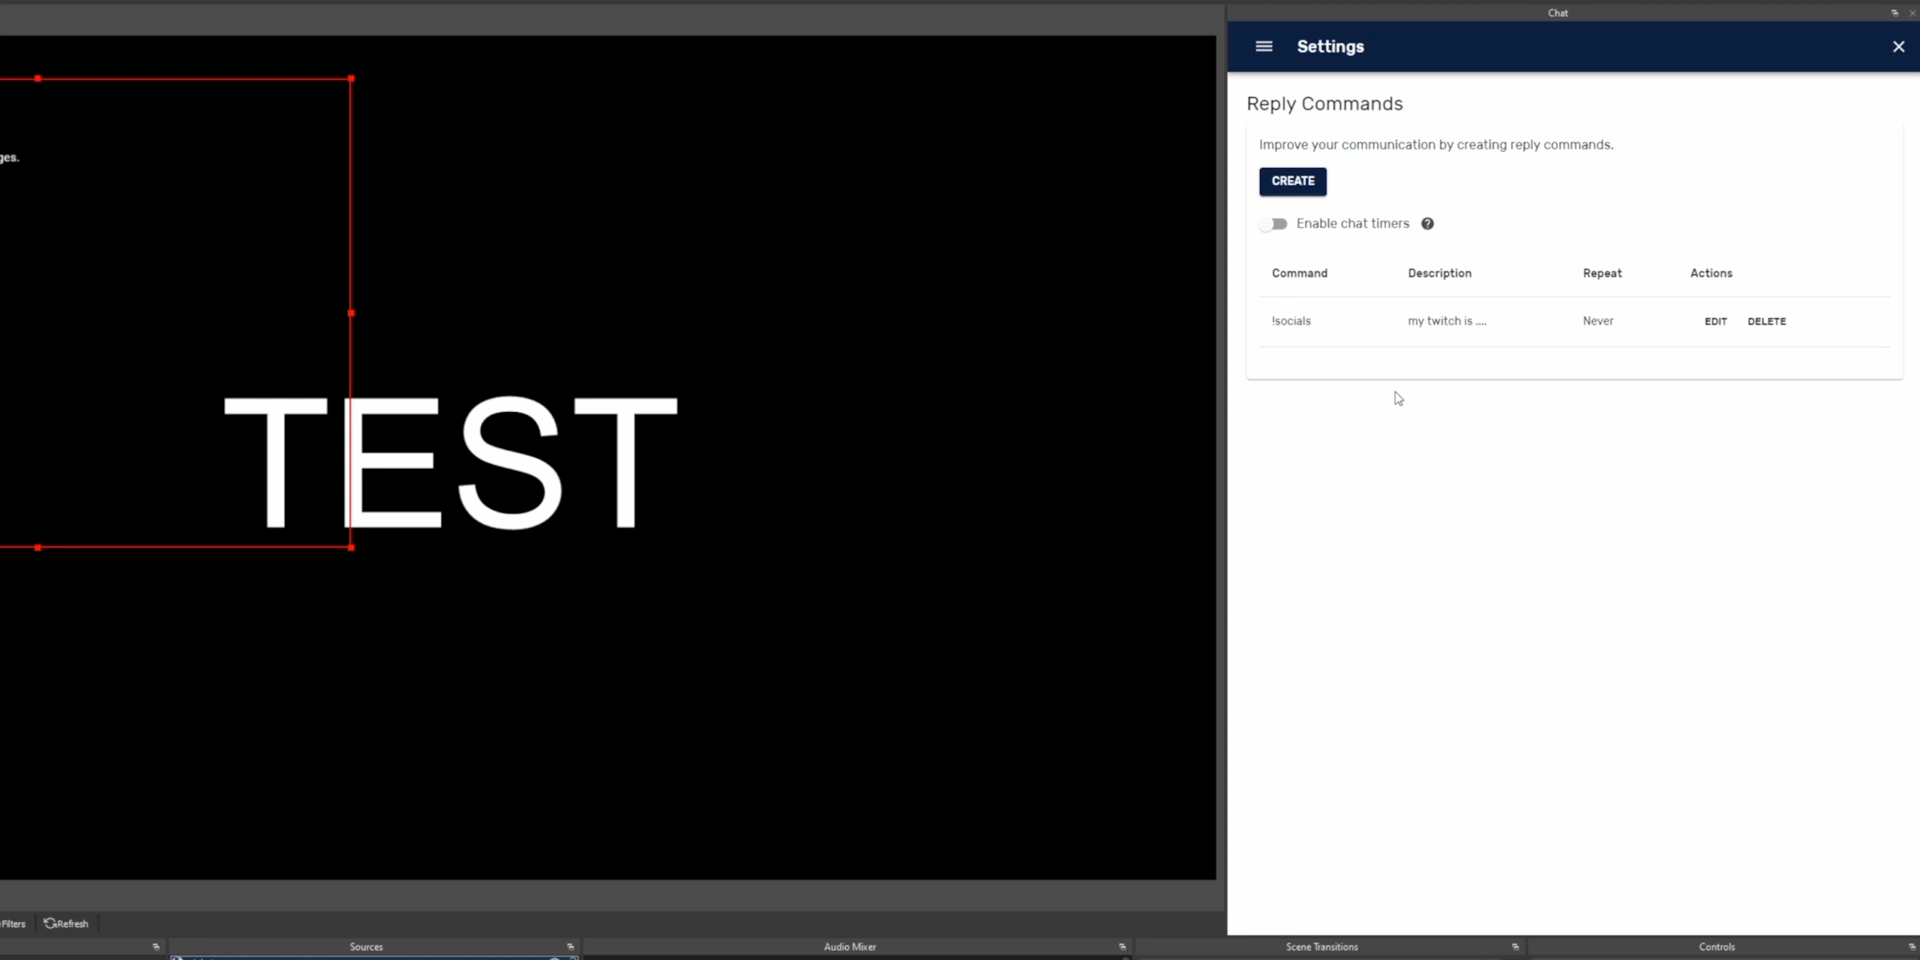 Chat
Settings
Reply Commands
Improve your communication by creating reply commands.
CREATE
Enable chat timers ?
Command Description Repeat Actions
!socials my twitch is .... Never EDIT DELETE
ges.
TEST
Filters Refresh
Sources Audio Mixer Scene Transitions Controls